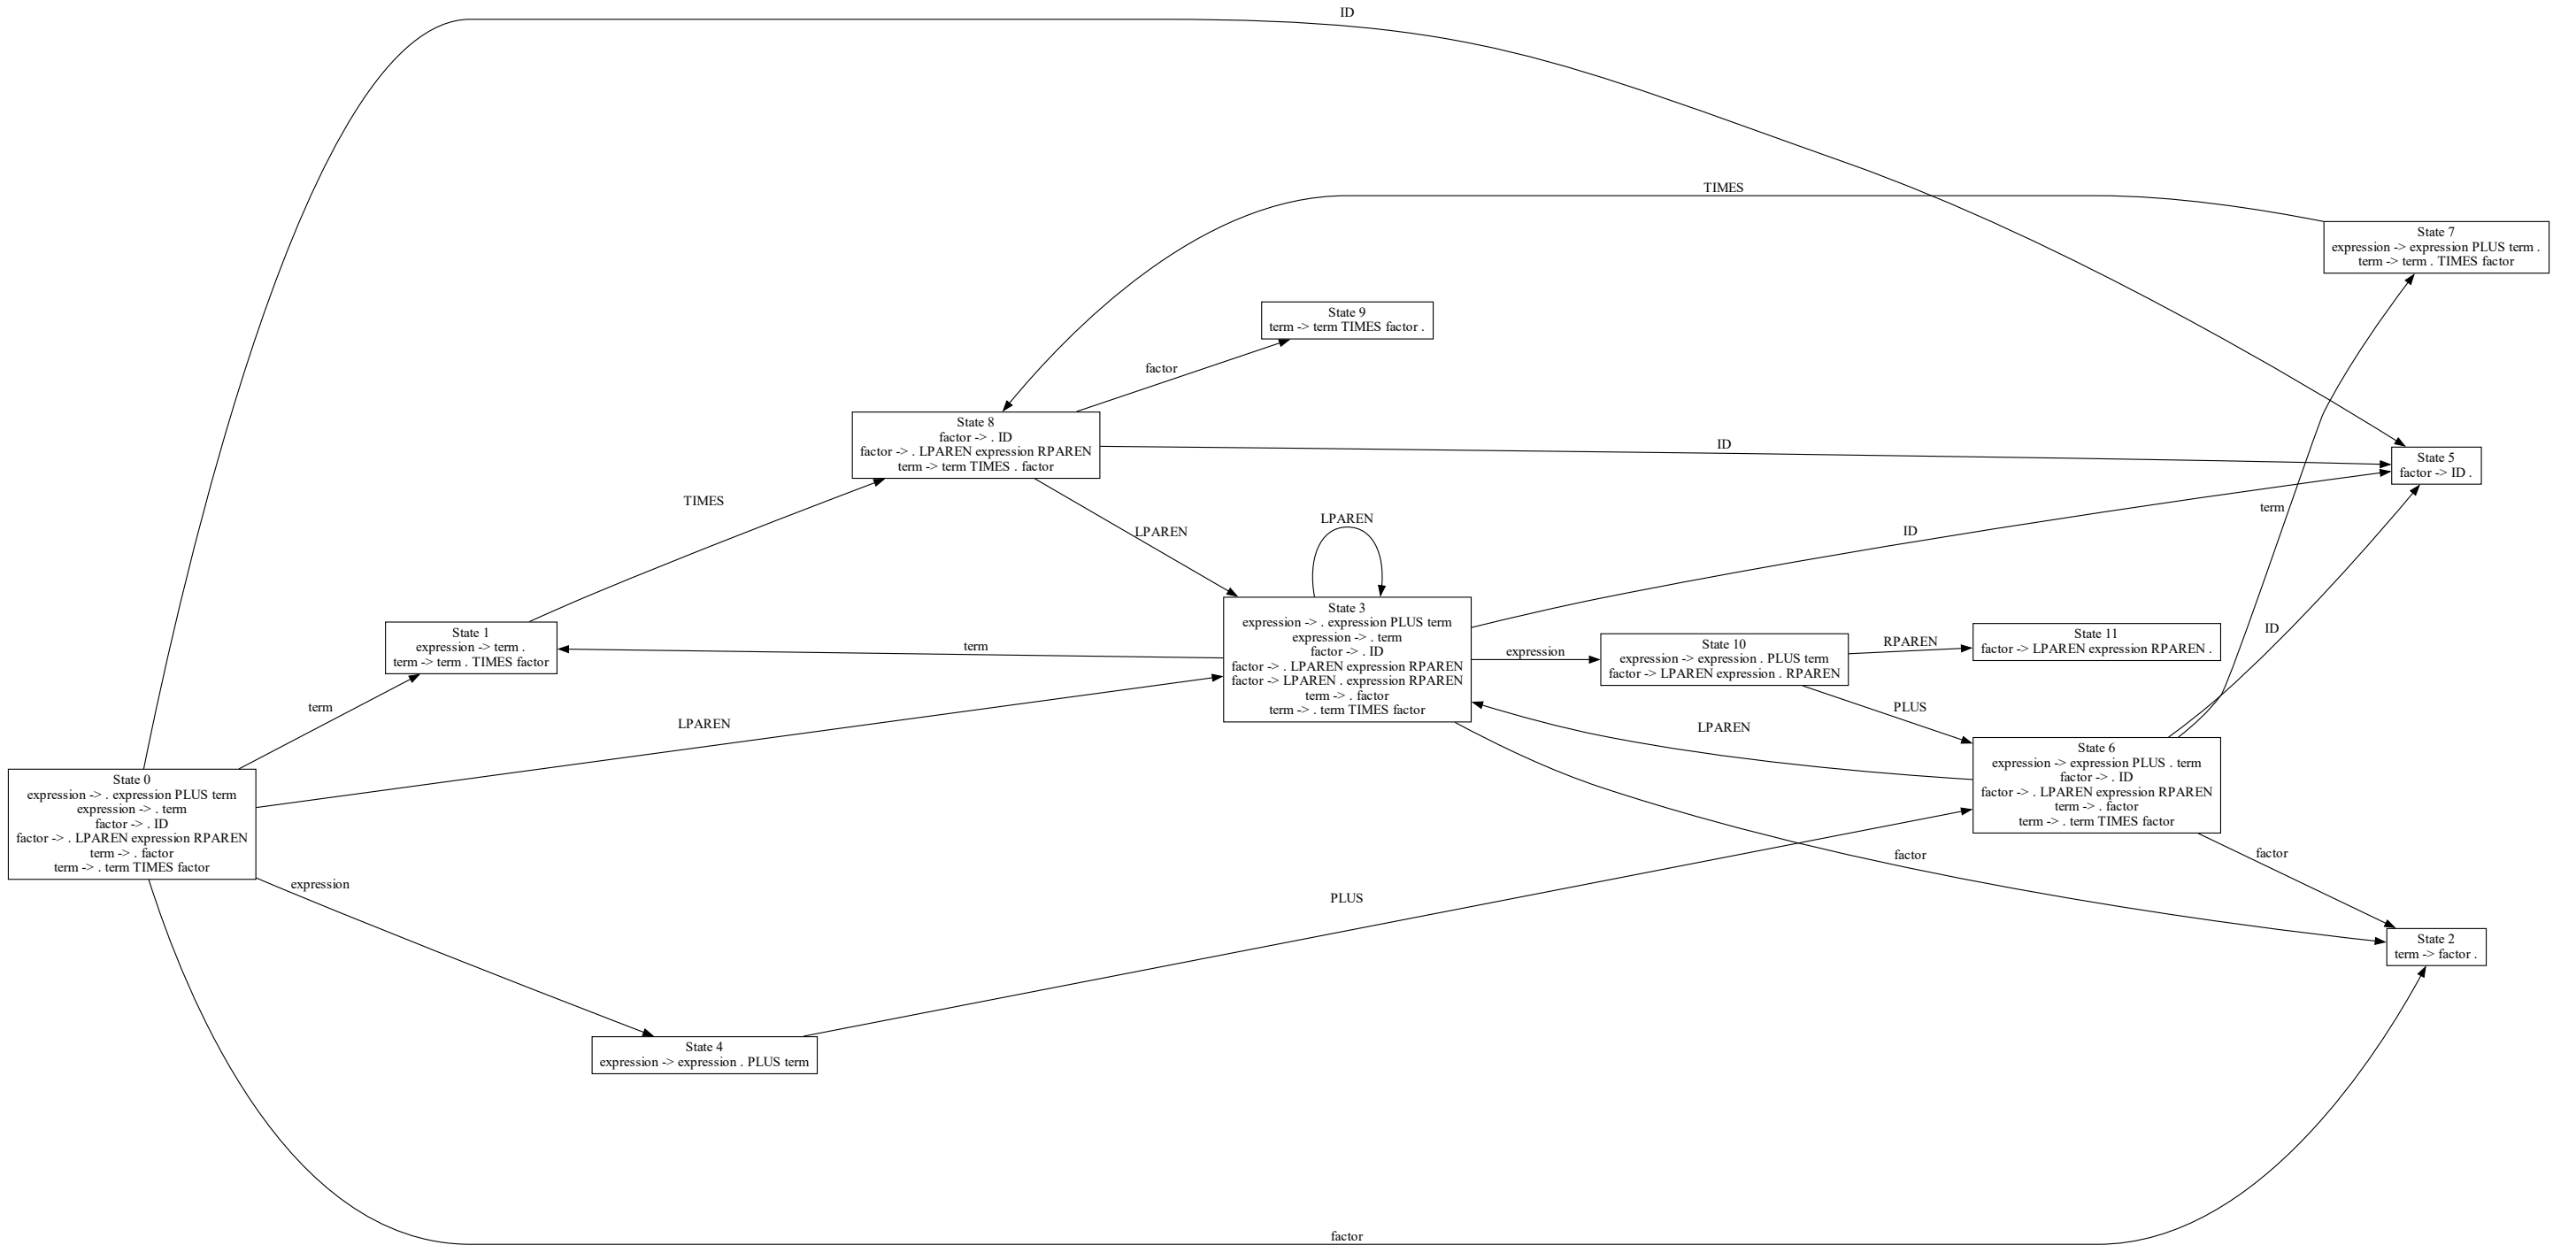 ID
TIMES
State 7
expression -> expression PLUS term .
term -> term . TIMES factor
State 9
term -> term TIMES factor .
factor
State 8
factor -> . ID
factor -> . LPAREN expression RPAREN
term -> term TIMES . factor
ID
State 5
factor -> ID .
TIMES
term
LPAREN
LPAREN
ID
State 3
expression -> . expression PLUS term
expression -> . term
factor -> . ID
factor -> . LPAREN expression RPAREN
factor -> LPAREN . expression RPAREN
term -> . factor
term -> . term TIMES factor
State 1
expression -> term .
term -> term . TIMES factor
term
expression
State 10
expression -> expression . PLUS term
factor -> LPAREN expression . RPAREN
RPAREN
State 11
factor -> LPAREN expression RPAREN .
ID
term
LPAREN
LPAREN
PLUS
State 6
expression -> expression PLUS . term
factor -> . ID
factor -> . LPAREN expression RPAREN
term -> . factor
term -> . term TIMES factor
State 0
expression -> . expression PLUS term
expression -> . term
factor -> . ID
factor -> . LPAREN expression RPAREN
term -> . factor
term -> . term TIMES factor
expression
PLUS
factor
factor
State 2
term -> factor .
State 4
expression -> expression . PLUS term
factor